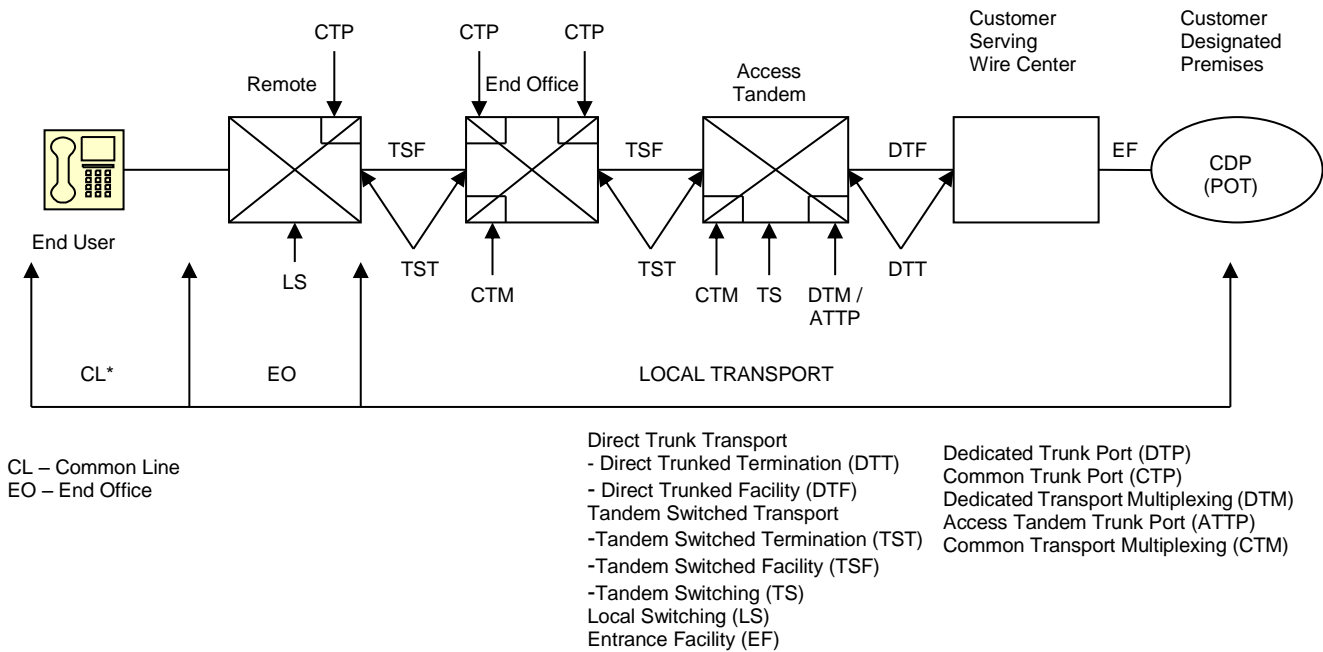 CTP
CTP
CTP
Customer
Serving
Wire Center
Customer
Designated
Premises
Remote
End Office
Access
Tandem
TSF
TSF
DTF
EF
CDP
(POT)
End User
LS
TST
CTM
TST
CTM
TS
DTM /
ATTP
DTT
CL*
EO
LOCAL TRANSPORT
CL – Common Line
EO – End Office
Direct Trunk Transport
- Direct Trunked Termination (DTT)
- Direct Trunked Facility (DTF)
Tandem Switched Transport
-Tandem Switched Termination (TST)
-Tandem Switched Facility (TSF)
-Tandem Switching (TS)
Local Switching (LS)
Entrance Facility (EF)
Dedicated Trunk Port (DTP)
Common Trunk Port (CTP)
Dedicated Transport Multiplexing (DTM)
Access Tandem Trunk Port (ATTP)
Common Transport Multiplexing (CTM)